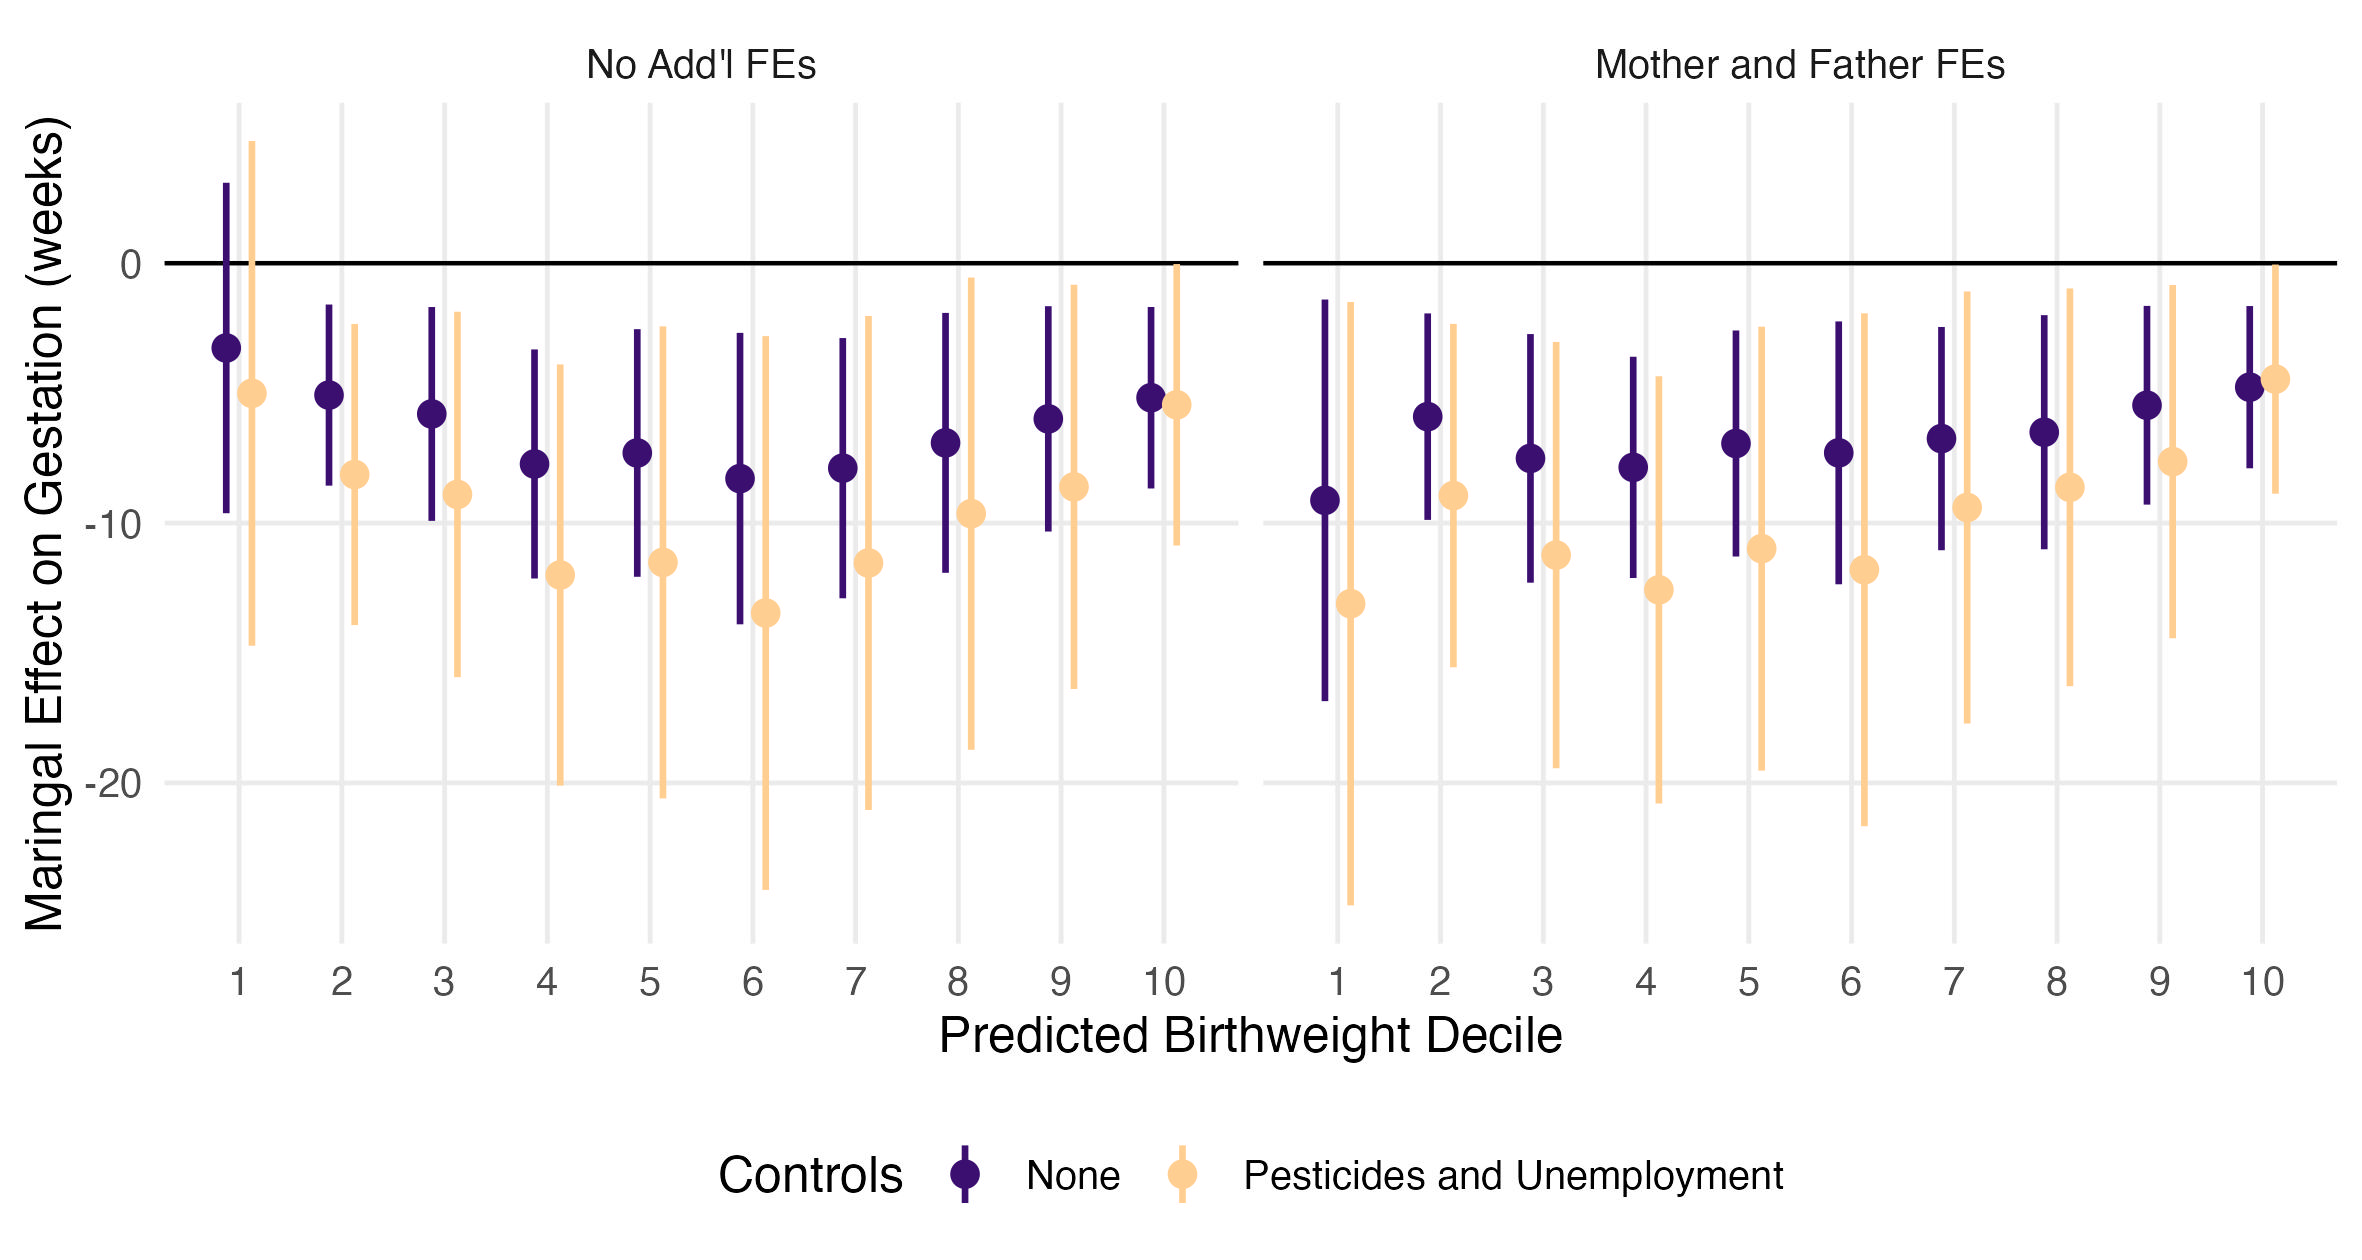 No Add'l FEs
Mother and Father FEs
Maringal Effect on Gestation (weeks)
0
-10
-20
1 2 3 4 5 6 7 8 9 10
1 2 3 4 5 6 7 8 9 10
Predicted Birthweight Decile
Controls None Pesticides and Unemployment